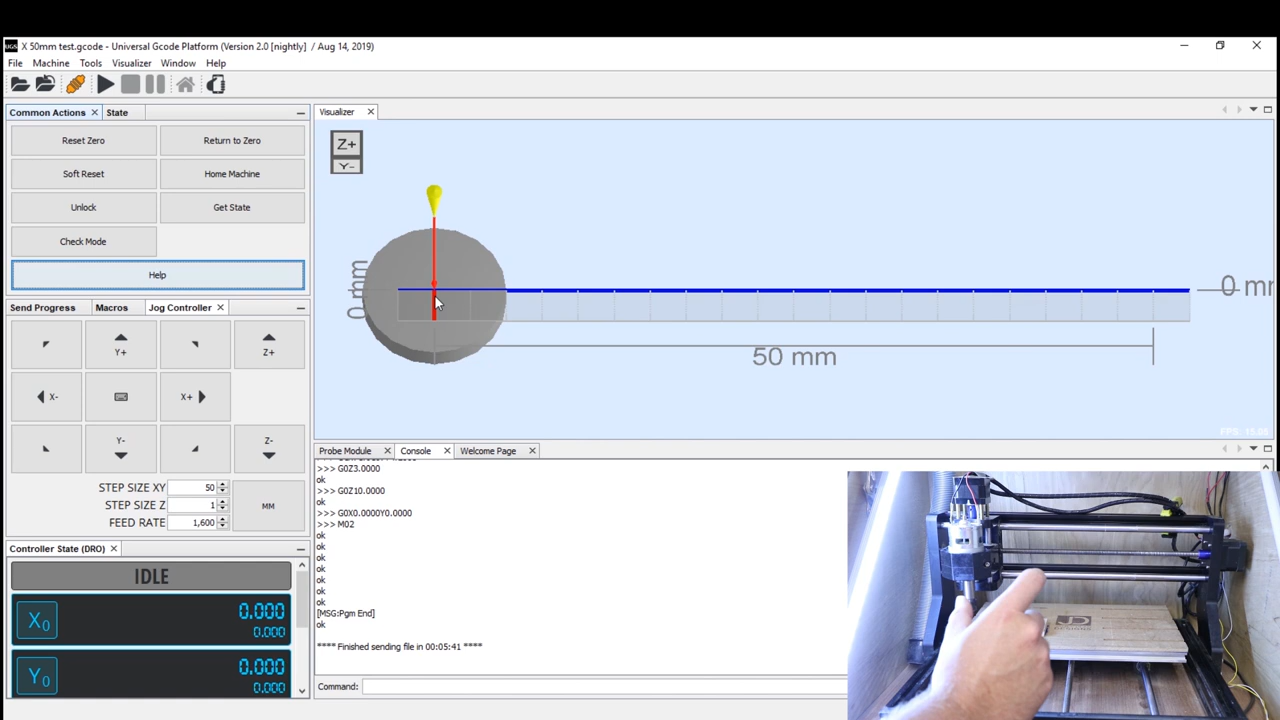 UGS X 50mm test.gcode - Universal Gcode Platform (Version 2.0 [nightly] / Aug 14, 2019)
File Machine Tools Visualizer Window Help
Common Actions State
Reset Zero Return to Zero
Soft Reset Home Machine
Unlock Get State
Check Mode
Help
Send Progress Macros Jog Controller
Y+ Z+
X- X+
Y- Z-
STEP SIZE XY 50
STEP SIZE Z 1
FEED RATE 1,600
MM
Controller State (DRO)
IDLE
X0 0.000
0.000
Y0 0.000
0.000
Visualizer
Z+
Y-
0 mm
0 mm
50 mm
Probe Module Console Welcome Page
>>> G0Z3.0000
ok
>>> G0Z10.0000
ok
>>> G0X0.0000Y0.0000
>>> M02
ok
ok
ok
ok
ok
ok
ok
[MSG:Pgm End]
ok
**** Finished sending file in 00:05:41 ****
Command: